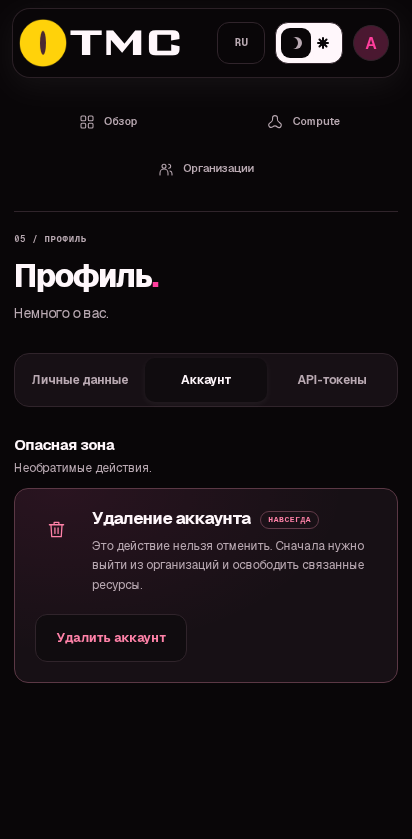 TMC
RU
A
Обзор
Compute
Организации
05 / ПРОФИЛЬ
Профиль.
Немного о вас.
Личные данные
Аккаунт
API-токены
Опасная зона
Необратимые действия.
Удаление аккаунта
НАВСЕГДА
Это действие нельзя отменить. Сначала нужно
выйти из организаций и освободить связанные
ресурсы.
Удалить аккаунт